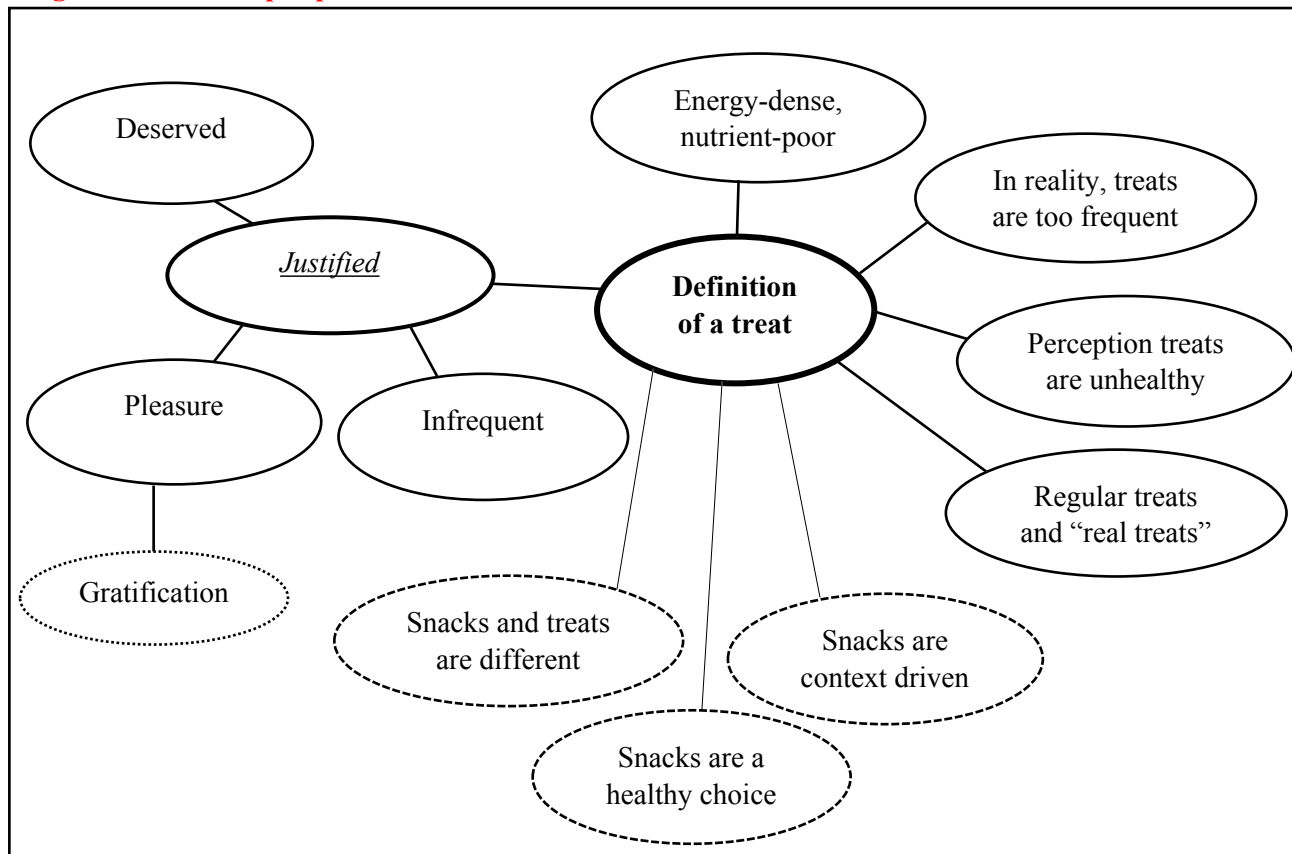 Deserved
Energy-dense,
nutrient-poor
In reality, treats
are too frequent
Justified
Definition
of a treat
Perception treats
are unhealthy
Pleasure
Infrequent
Regular treats
and “real treats”
Gratification
Snacks and treats
are different
Snacks are
context driven
Snacks are a
healthy choice